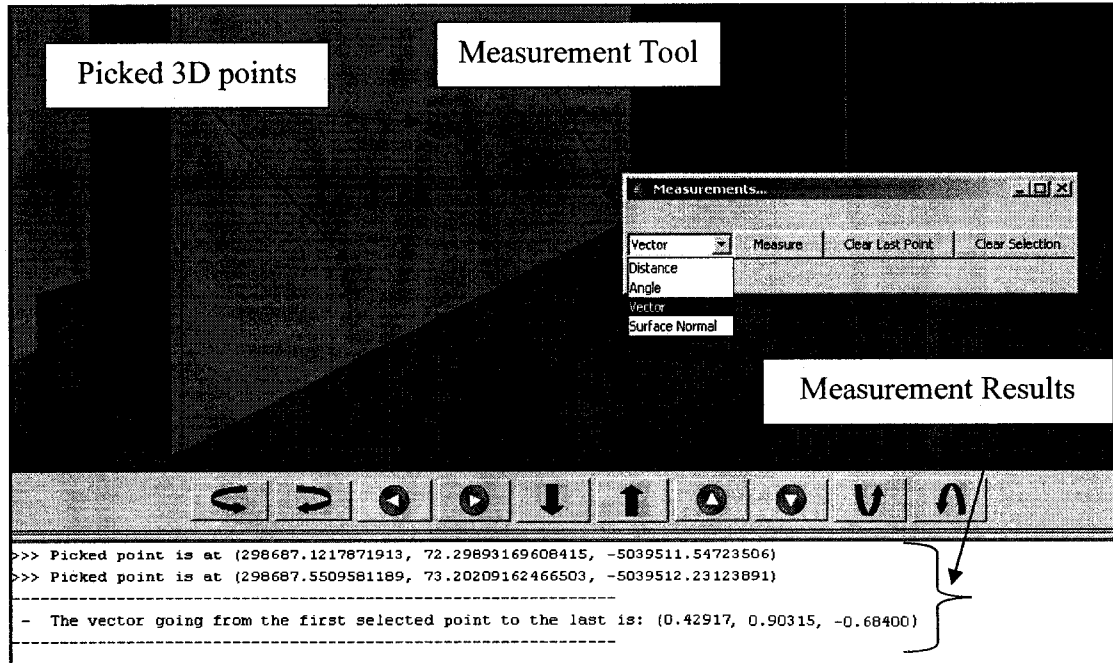 Picked 3D points
Measurement Tool
Measurements...
Vector
Measure
Clear Last Point
Clear Selection
Distance
Angle
Vector
Surface Normal
Measurement Results
>>> Picked point is at (298687.1217871913, 72.29893169608415, -5039511.54723506)
>>> Picked point is at (298687.5509581189, 73.20209162466503, -5039512.23123891)
- The vector going from the first selected point to the last is: (0.42917, 0.90315, -0.68400)